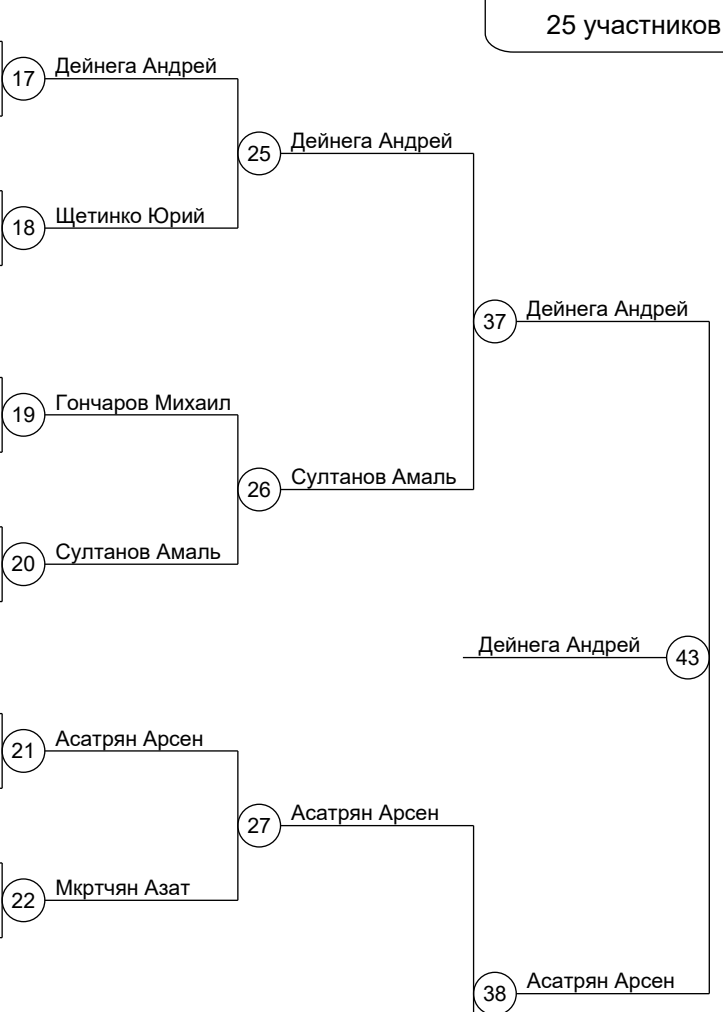 25 участников
17 Дейнега Андрей
25 Дейнега Андрей
18 Щетинко Юрий
37 Дейнега Андрей
19 Гончаров Михаил
26 Султанов Амаль
20 Султанов Амаль
Дейнега Андрей 43
21 Асатрян Арсен
27 Асатрян Арсен
22 Мкртчян Азат
38 Асатрян Арсен